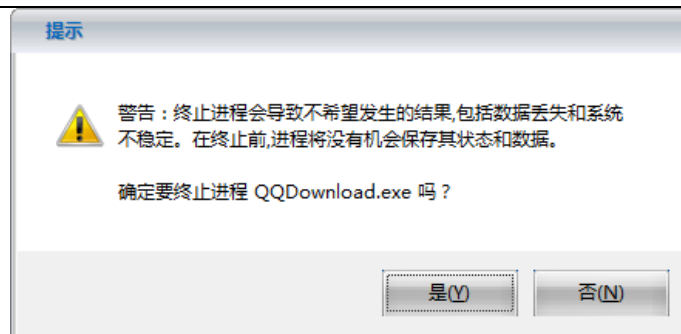 提示
警告：终止进程会导致不希望发生的结果,包括数据丢失和系统
不稳定。在终止前,进程将没有机会保存其状态和数据。
确定要终止进程 QQDownload.exe 吗？
是(Y)
否(N)